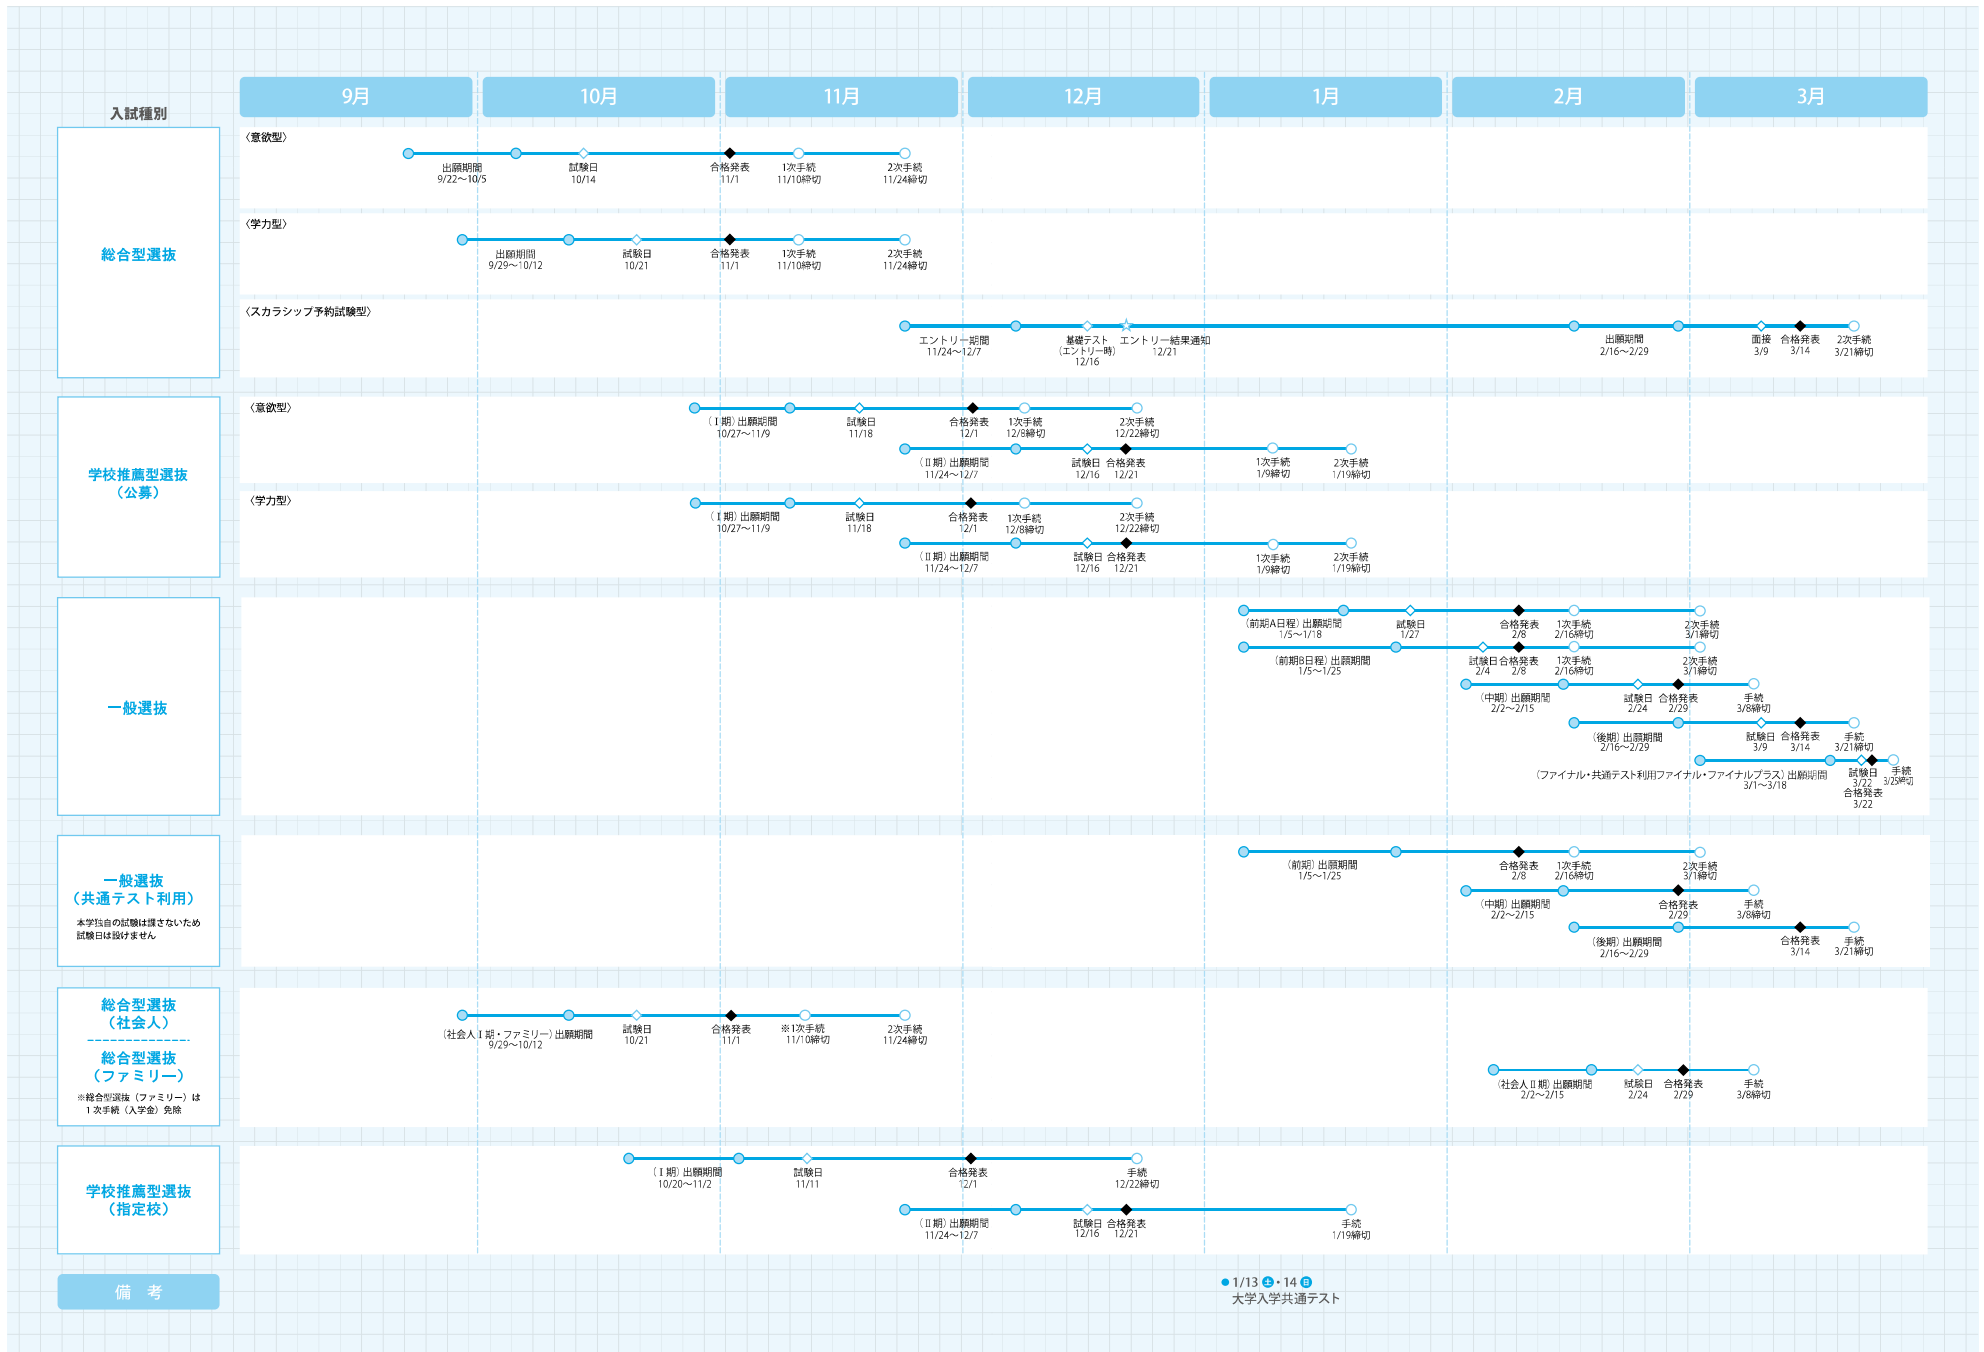 9月 10月 11月 12月 1月 2月 3月
入試種別
総合型選抜
〈意欲型〉
出願期間 試験日 合格発表 1次手続 2次手続
9/22〜10/5 10/14 11/1 11/10締切 11/24締切
〈学力型〉
出願期間 試験日 合格発表 1次手続 2次手続
9/29〜10/12 10/21 11/1 11/10締切 11/24締切
〈スカラシップ予約試験型〉
エントリー期間 基礎テスト エントリー結果通知 出願期間 面接 合格発表 2次手続
11/24〜12/7 (エントリー時) 12/21 2/16〜2/29 3/9 3/14 3/21締切
12/16
学校推薦型選抜
（公募）
〈意欲型〉
（Ⅰ期）出願期間 試験日 合格発表 1次手続 2次手続
10/27〜11/9 11/18 12/1 12/8締切 12/22締切
（Ⅱ期）出願期間 試験日 合格発表 1次手続 2次手続
11/24〜12/7 12/16 12/21 1/9締切 1/19締切
〈学力型〉
（Ⅰ期）出願期間 試験日 合格発表 1次手続 2次手続
10/27〜11/9 11/18 12/1 12/8締切 12/22締切
（Ⅱ期）出願期間 試験日 合格発表 1次手続 2次手続
11/24〜12/7 12/16 12/21 1/9締切 1/19締切
一般選抜
（前期A日程）出願期間 試験日 合格発表 1次手続 2次手続
1/5〜1/18 1/27 2/8 2/16締切 3/1締切
（前期B日程）出願期間 試験日 合格発表 1次手続 2次手続
1/5〜1/25 2/4 2/8 2/16締切 3/1締切
（中期）出願期間 試験日 合格発表 手続
2/2〜2/15 2/24 2/29 3/8締切
（後期）出願期間 試験日 合格発表 手続
2/16〜2/29 3/9 3/14 3/21締切
（ファイナル・共通テスト利用ファイナル・ファイナルプラス）出願期間 試験日 手続
3/1〜3/18 3/22 3/25締切
合格発表
3/22
一般選抜
（共通テスト利用）
本学独自の試験は課さないため
試験日は設けません
（前期）出願期間 合格発表 1次手続 2次手続
1/5〜1/25 2/8 2/16締切 3/1締切
（中期）出願期間 合格発表 手続
2/2〜2/15 2/29 3/8締切
（後期）出願期間 合格発表 手続
2/16〜2/29 3/14 3/21締切
総合型選抜
（社会人）
総合型選抜
（ファミリー）
※総合型選抜（ファミリー）は
1次手続（入学金）免除
（社会人Ⅰ期・ファミリー）出願期間 試験日 合格発表 ※1次手続 2次手続
9/29〜10/12 10/21 11/1 11/10締切 11/24締切
（社会人Ⅱ期）出願期間 試験日 合格発表 手続
2/2〜2/15 2/24 2/29 3/8締切
学校推薦型選抜
（指定校）
（Ⅰ期）出願期間 試験日 合格発表 手続
10/20〜11/2 11/11 12/1 12/22締切
（Ⅱ期）出願期間 試験日 合格発表 手続
11/24〜12/7 12/16 12/21 1/19締切
備 考
●1/13土・14日
大学入学共通テスト